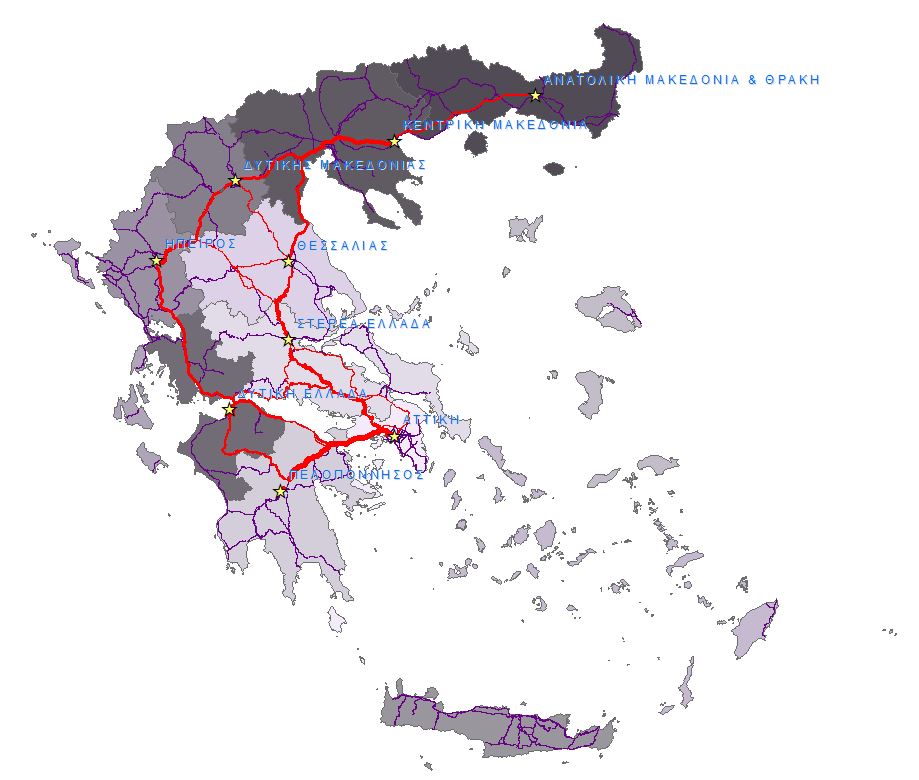 ΑΝΑΤΟΛΙΚΗ ΜΑΚΕΔΟΝΙΑ & ΘΡΑΚΗ
ΚΕΝΤΡΙΚΗ ΜΑΚΕΔΟΝΙΑ
ΔΥΤΙΚΗΣ ΜΑΚΕΔΟΝΙΑΣ
ΗΠΕΙΡΟΣ
ΘΕΣΣΑΛΙΑΣ
ΣΤΕΡΕΑ ΕΛΛΑΔΑ
ΔΥΤΙΚΗ ΕΛΛΑΔΑ
ΑΤΤΙΚΗ
ΠΕΛΟΠΟΝΝΗΣΟΣ